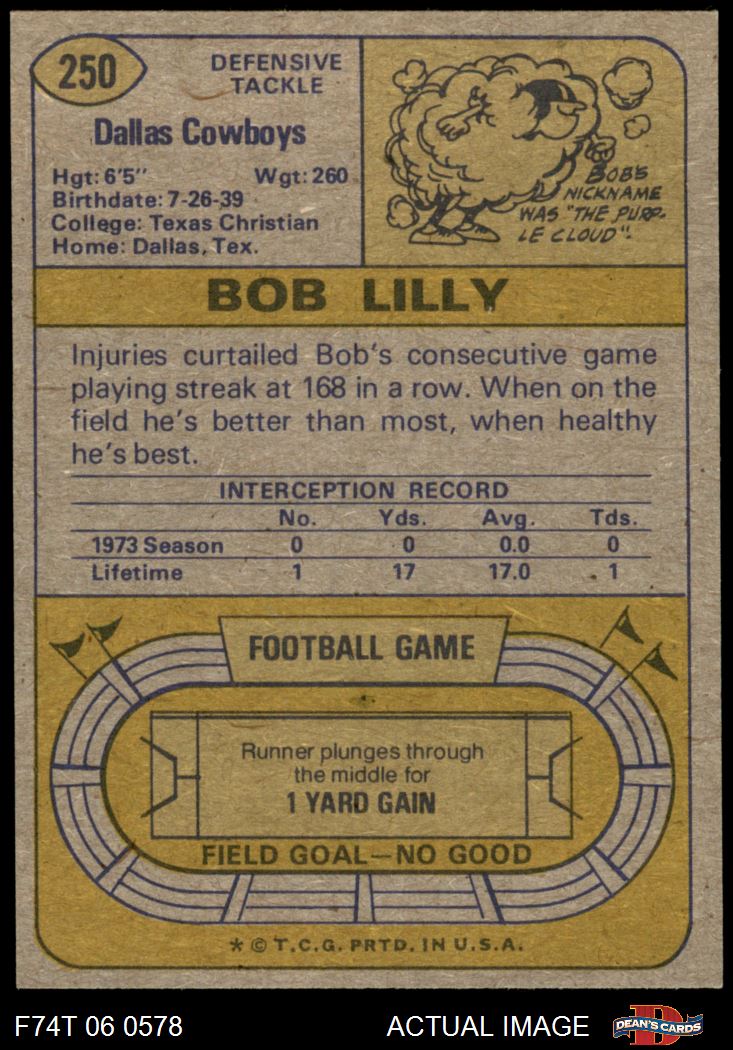 250
DEFENSIVE
TACKLE
Dallas Cowboys
Hgt: 6'5" Wgt: 260
Birthdate: 7-26-39
College: Texas Christian
Home: Dallas, Tex.
BOB'S
NICKNAME
WAS "THE PURP-
LE CLOUD".
BOB LILLY
Injuries curtailed Bob's consecutive game
playing streak at 168 in a row. When on the
field he's better than most, when healthy
he's best.
INTERCEPTION RECORD
No. Yds. Avg. Tds.
1973 Season 0 0 0.0 0
Lifetime 1 17 17.0 1
FOOTBALL GAME
Runner plunges through
the middle for
1 YARD GAIN
FIELD GOAL—NO GOOD
* © T.C.G. PRTD. IN U.S.A.
F74T 06 0578 ACTUAL IMAGE
D
DEAN'S CARDS